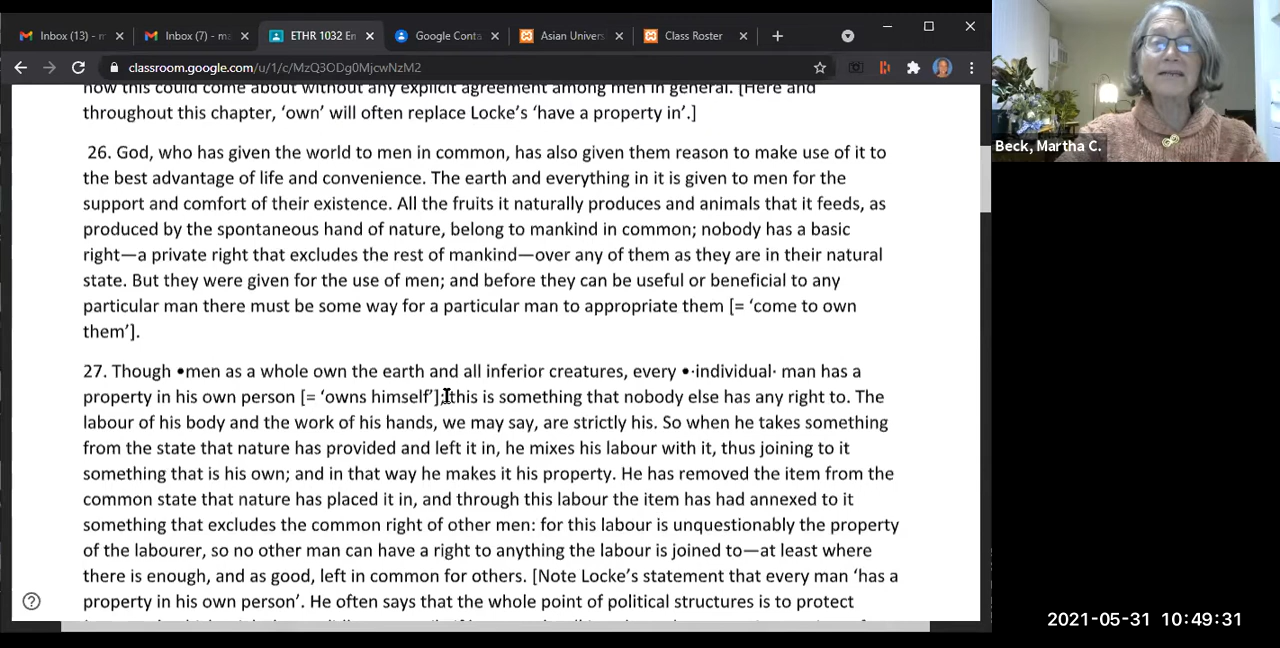 Inbox (13) - m
Inbox (7) - ma
ETHR 1032 En
Google Conta
Asian Univers
Class Roster
classroom.google.com/u/1/c/MzQ3ODg0MjcwNzM2
now this could come about without any explicit agreement among men in general. [Here and
throughout this chapter, ‘own’ will often replace Locke’s ‘have a property in’.]
26. God, who has given the world to men in common, has also given them reason to make use of it to
the best advantage of life and convenience. The earth and everything in it is given to men for the
support and comfort of their existence. All the fruits it naturally produces and animals that it feeds, as
produced by the spontaneous hand of nature, belong to mankind in common; nobody has a basic
right—a private right that excludes the rest of mankind—over any of them as they are in their natural
state. But they were given for the use of men; and before they can be useful or beneficial to any
particular man there must be some way for a particular man to appropriate them [= ‘come to own
them’].
27. Though •men as a whole own the earth and all inferior creatures, every •·individual· man has a
property in his own person [= ‘owns himself’]; this is something that nobody else has any right to. The
labour of his body and the work of his hands, we may say, are strictly his. So when he takes something
from the state that nature has provided and left it in, he mixes his labour with it, thus joining to it
something that is his own; and in that way he makes it his property. He has removed the item from the
common state that nature has placed it in, and through this labour the item has had annexed to it
something that excludes the common right of other men: for this labour is unquestionably the property
of the labourer, so no other man can have a right to anything the labour is joined to—at least where
there is enough, and as good, left in common for others. [Note Locke’s statement that every man ‘has a
property in his own person’. He often says that the whole point of political structures is to protect
Beck, Martha C.
2021-05-31 10:49:31